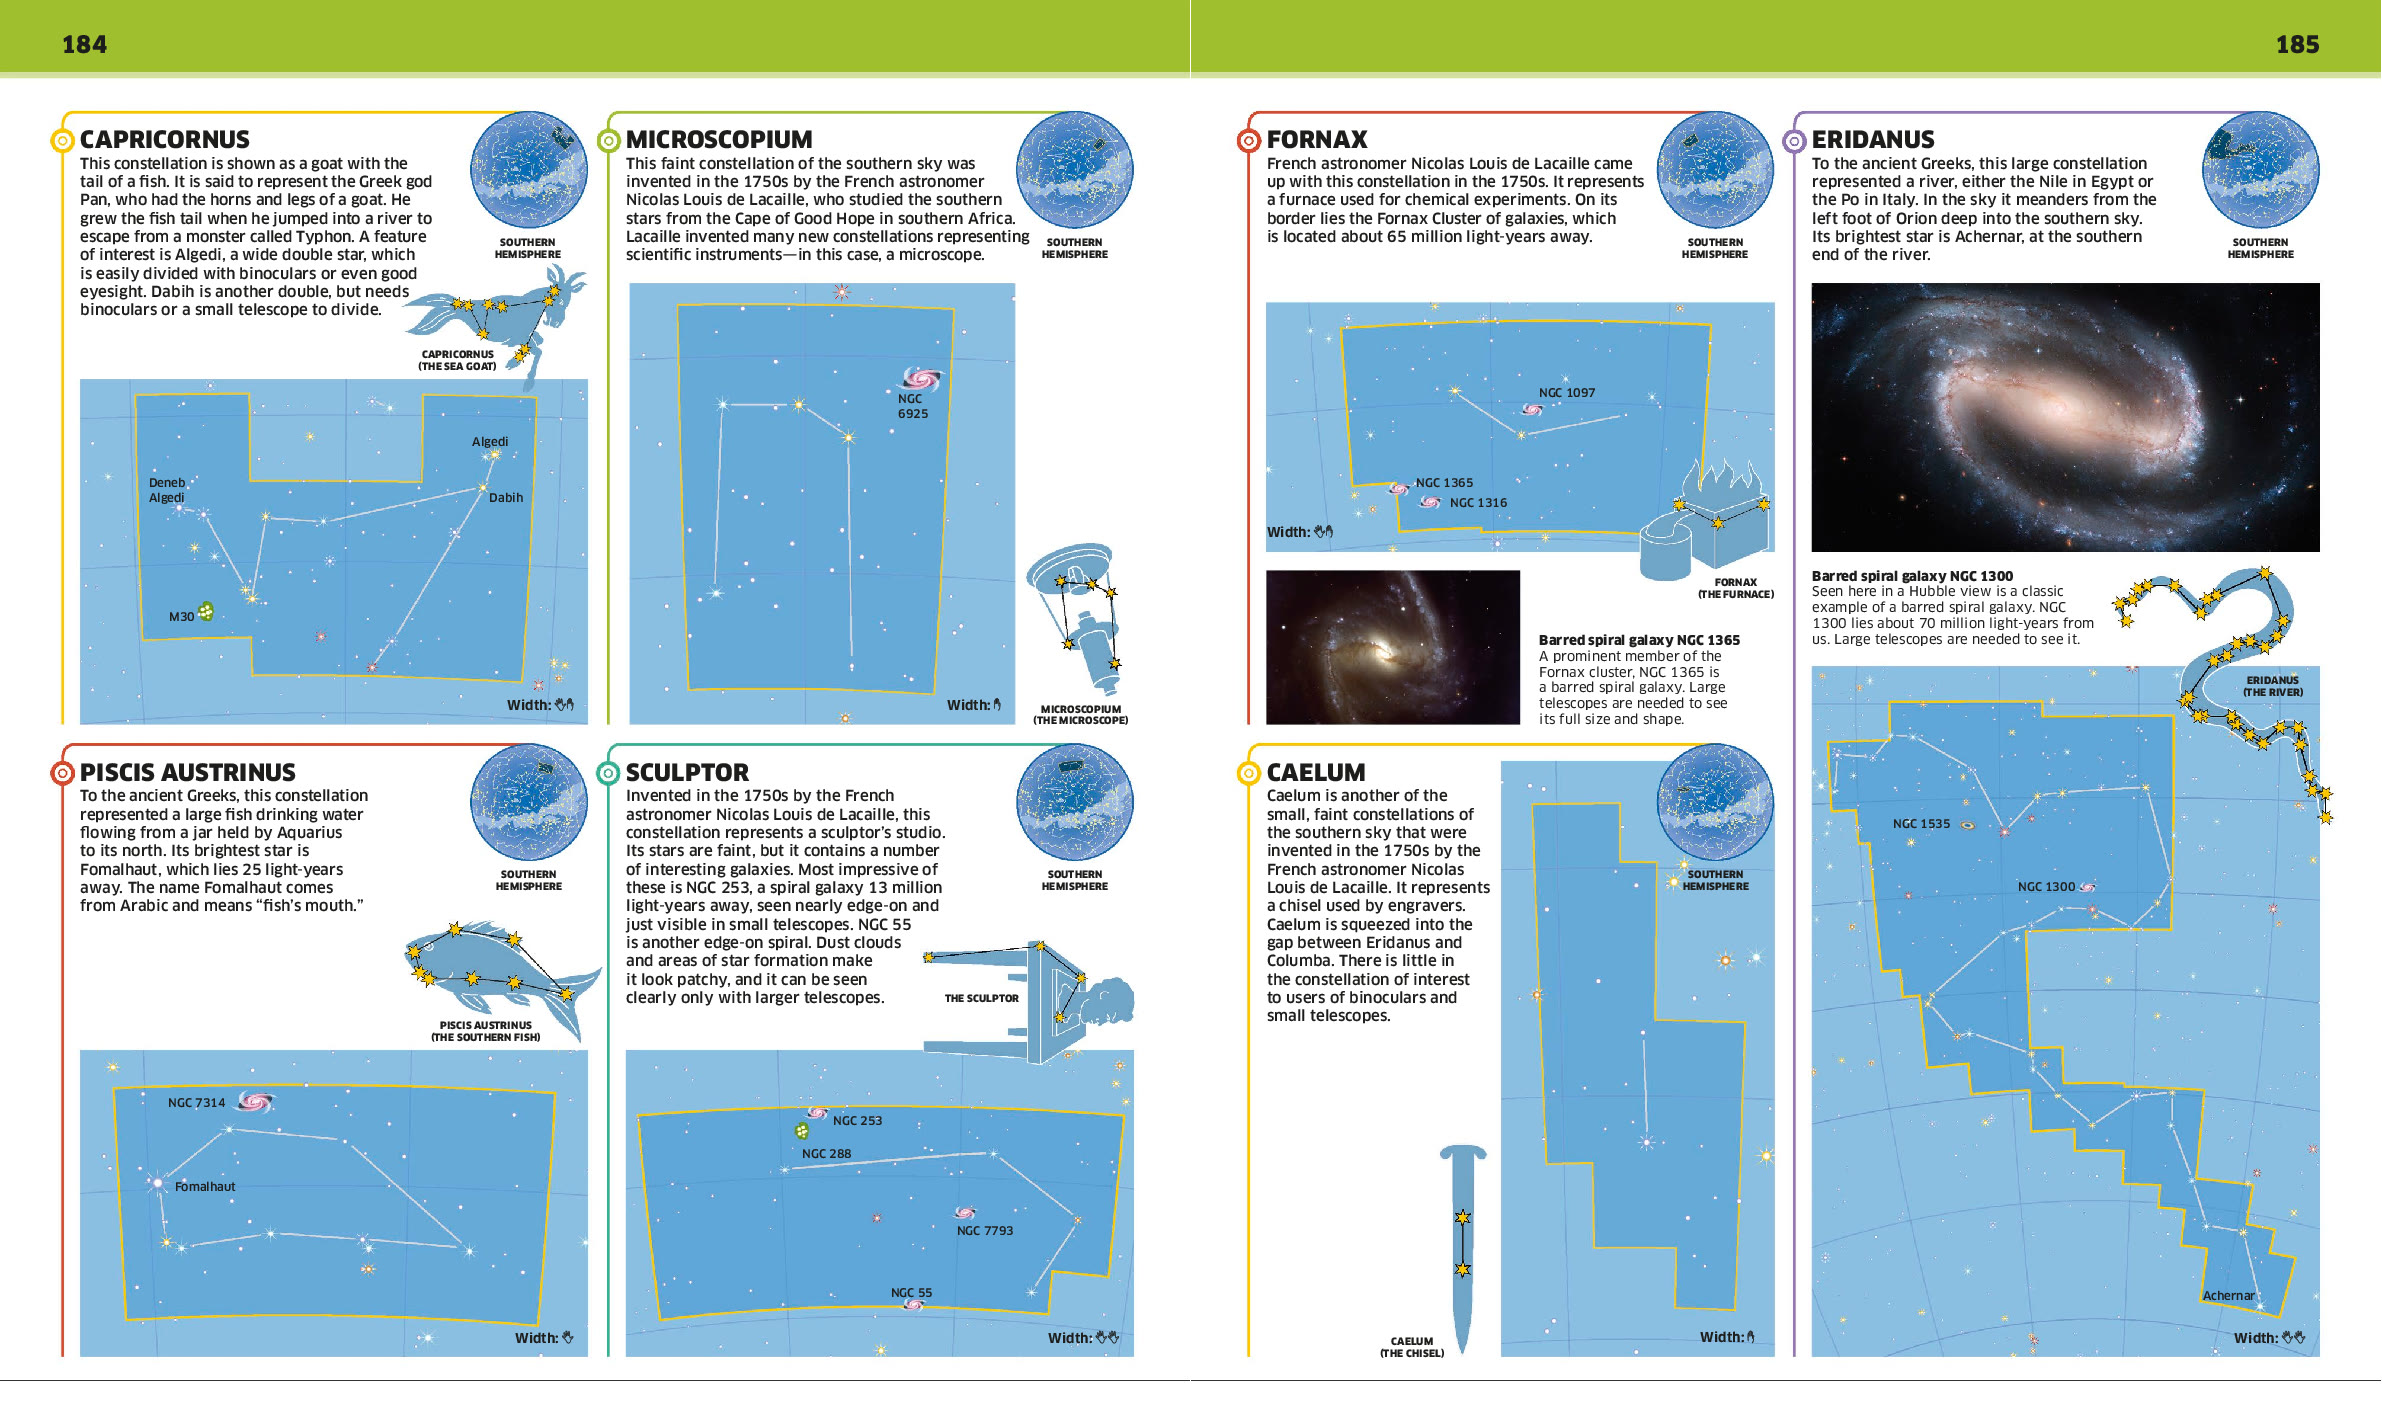 184
CAPRICORNUS
This constellation is shown as a goat with the
tail of a fish. It is said to represent the Greek god
Pan, who had the horns and legs of a goat. He
grew the fish tail when he jumped into a river to
escape from a monster called Typhon. A feature
of interest is Algedi, a wide double star, which
is easily divided with binoculars or even good
eyesight. Dabih is another double, but needs
binoculars or a small telescope to divide.
SOUTHERN
HEMISPHERE
CAPRICORNUS
(THE SEA GOAT)
Algedi
Deneb
Algedi
Dabih
M30
Width:
MICROSCOPIUM
This faint constellation of the southern sky was
invented in the 1750s by the French astronomer
Nicolas Louis de Lacaille, who studied the southern
stars from the Cape of Good Hope in southern Africa.
Lacaille invented many new constellations representing
scientific instruments—in this case, a microscope.
SOUTHERN
HEMISPHERE
NGC
6925
Width:
MICROSCOPIUM
(THE MICROSCOPE)
PISCIS AUSTRINUS
To the ancient Greeks, this constellation
represented a large fish drinking water
flowing from a jar held by Aquarius
to its north. Its brightest star is
Fomalhaut, which lies 25 light-years
away. The name Fomalhaut comes
from Arabic and means “fish’s mouth.”
SOUTHERN
HEMISPHERE
PISCIS AUSTRINUS
(THE SOUTHERN FISH)
NGC 7314
Fomalhaut
Width:
SCULPTOR
Invented in the 1750s by the French
astronomer Nicolas Louis de Lacaille, this
constellation represents a sculptor’s studio.
Its stars are faint, but it contains a number
of interesting galaxies. Most impressive of
these is NGC 253, a spiral galaxy 13 million
light-years away, seen nearly edge-on and
just visible in small telescopes. NGC 55
is another edge-on spiral. Dust clouds
and areas of star formation make
it look patchy, and it can be seen
clearly only with larger telescopes.
SOUTHERN
HEMISPHERE
THE SCULPTOR
NGC 253
NGC 288
NGC 7793
NGC 55
Width:
185
FORNAX
French astronomer Nicolas Louis de Lacaille came
up with this constellation in the 1750s. It represents
a furnace used for chemical experiments. On its
border lies the Fornax Cluster of galaxies, which
is located about 65 million light-years away.
SOUTHERN
HEMISPHERE
NGC 1097
NGC 1365
NGC 1316
Width:
FORNAX
(THE FURNACE)
Barred spiral galaxy NGC 1365
A prominent member of the
Fornax cluster, NGC 1365 is
a barred spiral galaxy. Large
telescopes are needed to see
its full size and shape.
CAELUM
Caelum is another of the
small, faint constellations of
the southern sky that were
invented in the 1750s by the
French astronomer Nicolas
Louis de Lacaille. It represents
a chisel used by engravers.
Caelum is squeezed into the
gap between Eridanus and
Columba. There is little in
the constellation of interest
to users of binoculars and
small telescopes.
SOUTHERN
HEMISPHERE
CAELUM
(THE CHISEL)
Width:
ERIDANUS
To the ancient Greeks, this large constellation
represented a river, either the Nile in Egypt or
the Po in Italy. In the sky it meanders from the
left foot of Orion deep into the southern sky.
Its brightest star is Achernar, at the southern
end of the river.
SOUTHERN
HEMISPHERE
Barred spiral galaxy NGC 1300
Seen here in a Hubble view is a classic
example of a barred spiral galaxy. NGC
1300 lies about 70 million light-years from
us. Large telescopes are needed to see it.
ERIDANUS
(THE RIVER)
NGC 1535
NGC 1300
Achernar
Width: